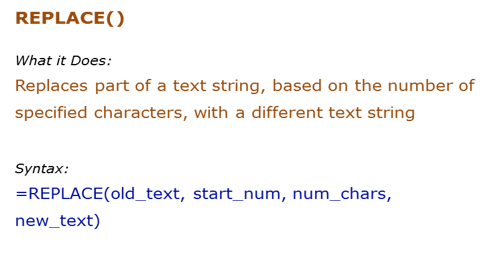 REPLACE()
What it Does:
Replaces part of a text string, based on the number of
specified characters, with a different text string
Syntax:
=REPLACE(old_text, start_num, num_chars,
new_text)